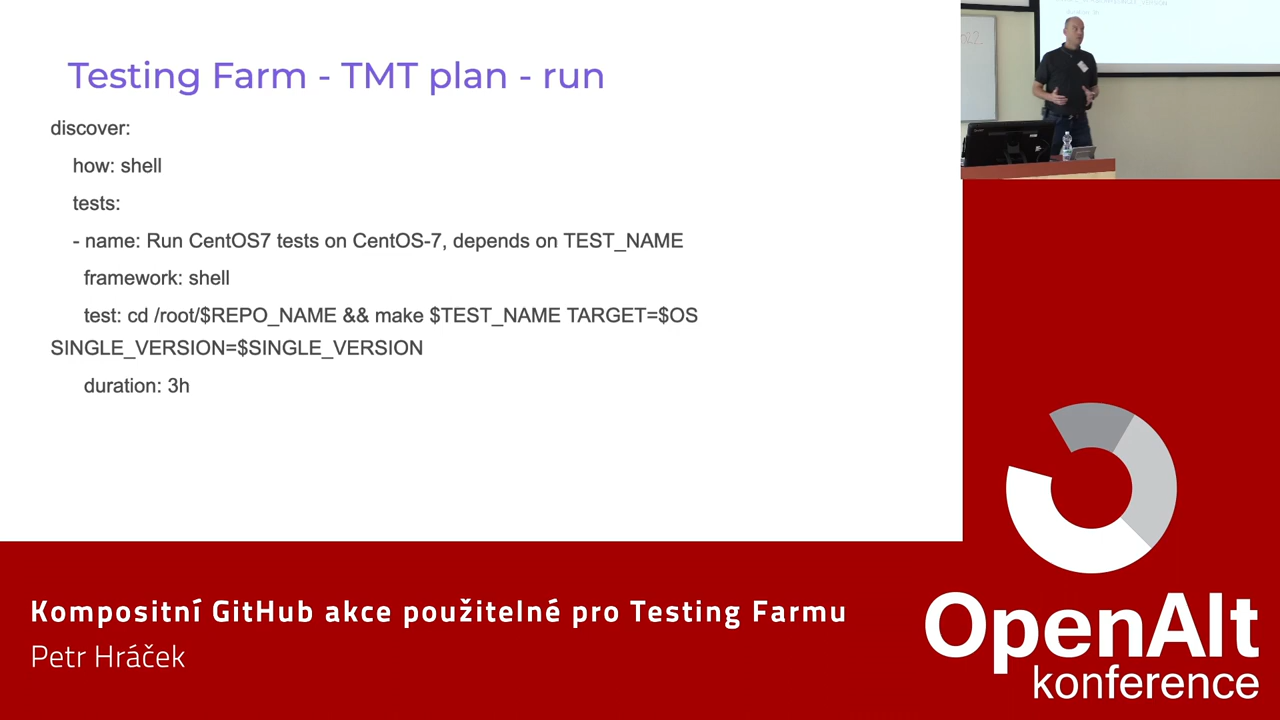 Testing Farm - TMT plan - run
discover:
how: shell
tests:
- name: Run CentOS7 tests on CentOS-7, depends on TEST_NAME
framework: shell
test: cd /root/$REPO_NAME && make $TEST_NAME TARGET=$OS
SINGLE_VERSION=$SINGLE_VERSION
duration: 3h
Kompozitní GitHub akce použitelné pro Testing Farmu
Petr Hráček
OpenAlt
konference